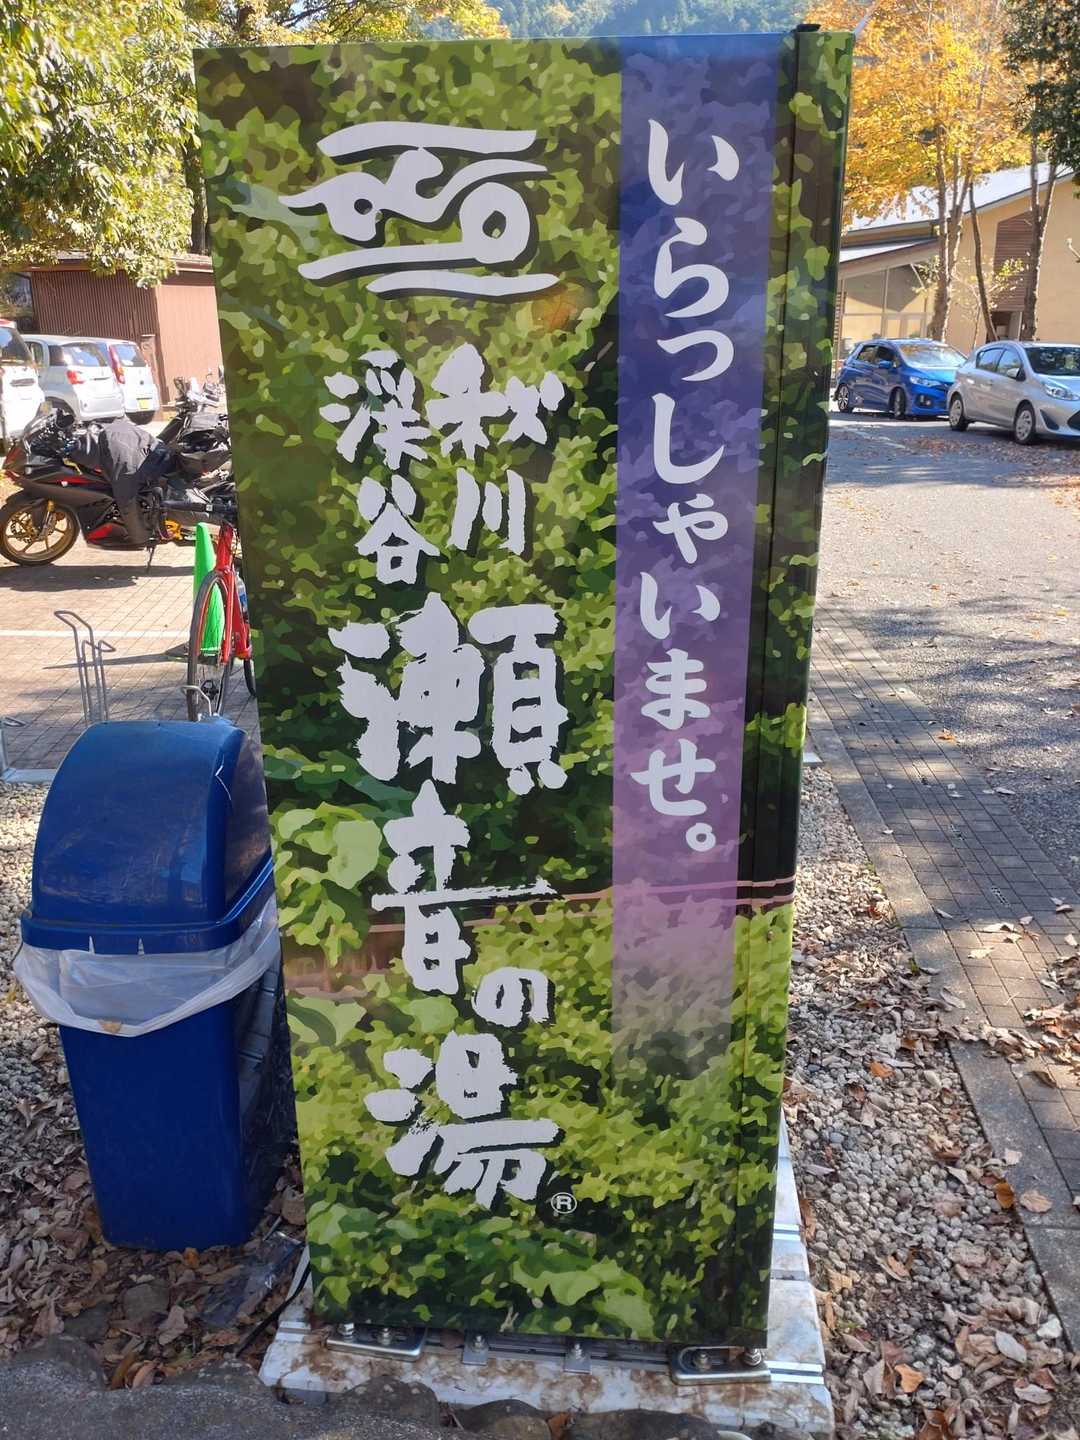 いらっしゃいませ。
秋川
渓谷
瀬音の湯
®